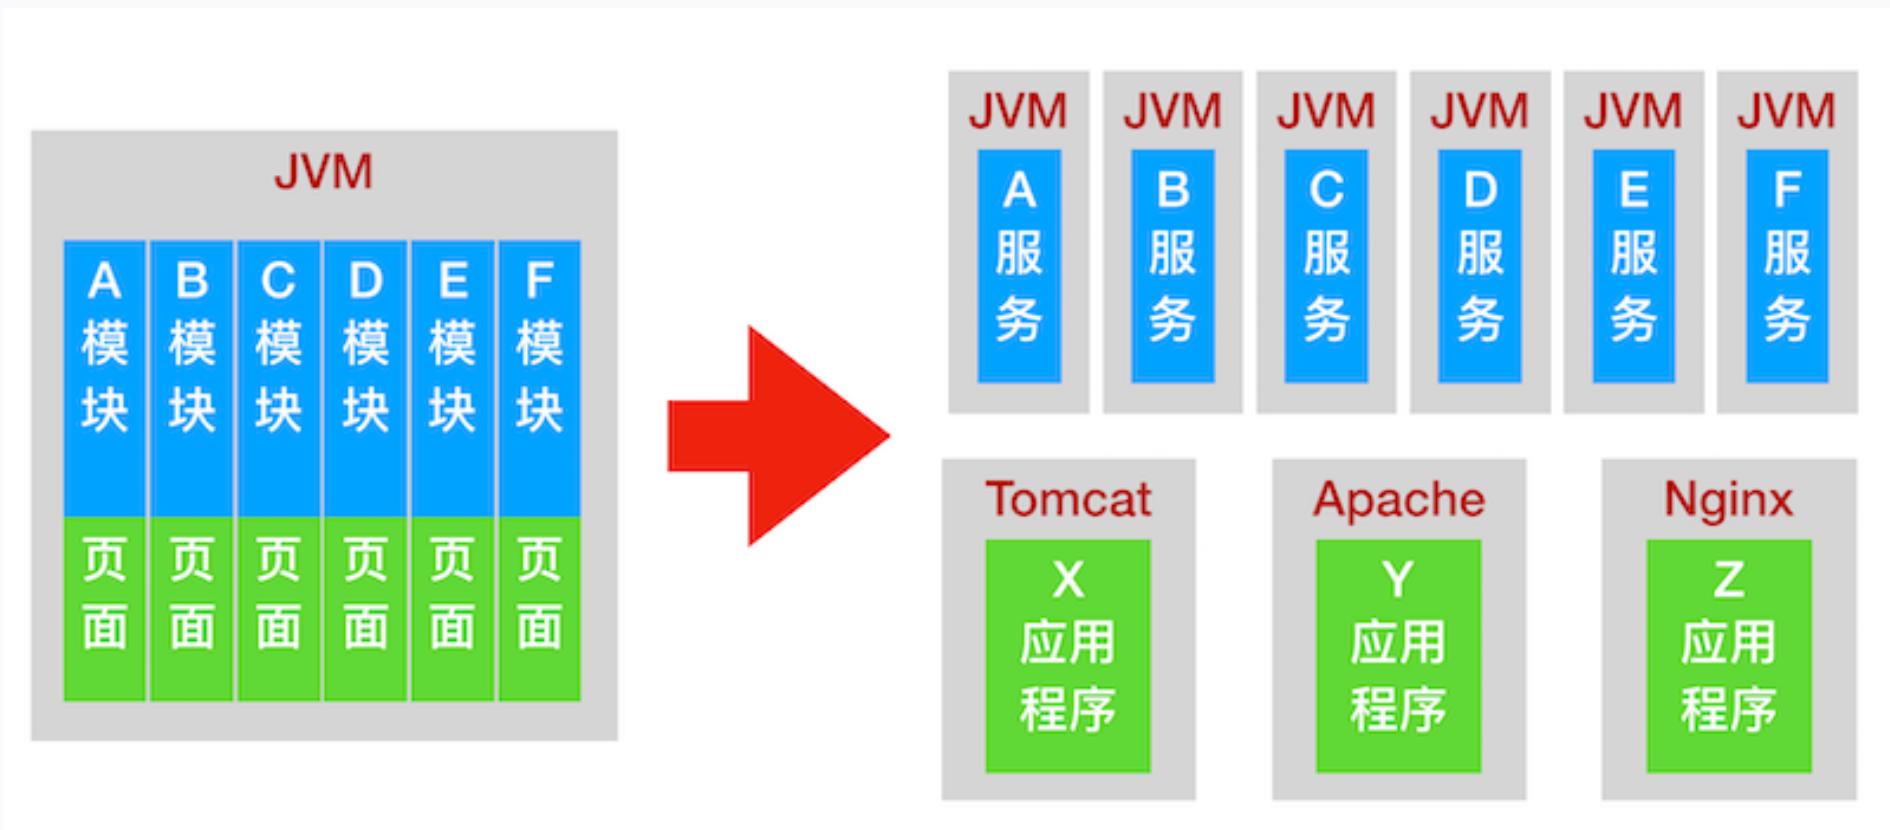 JVM
A
模
块
页
面
B
模
块
页
面
C
模
块
页
面
D
模
块
页
面
E
模
块
页
面
F
模
块
页
面
JVM
A
服
务
JVM
B
服
务
JVM
C
服
务
JVM
D
服
务
JVM
E
服
务
JVM
F
服
务
Tomcat
X
应用
程序
Apache
Y
应用
程序
Nginx
Z
应用
程序